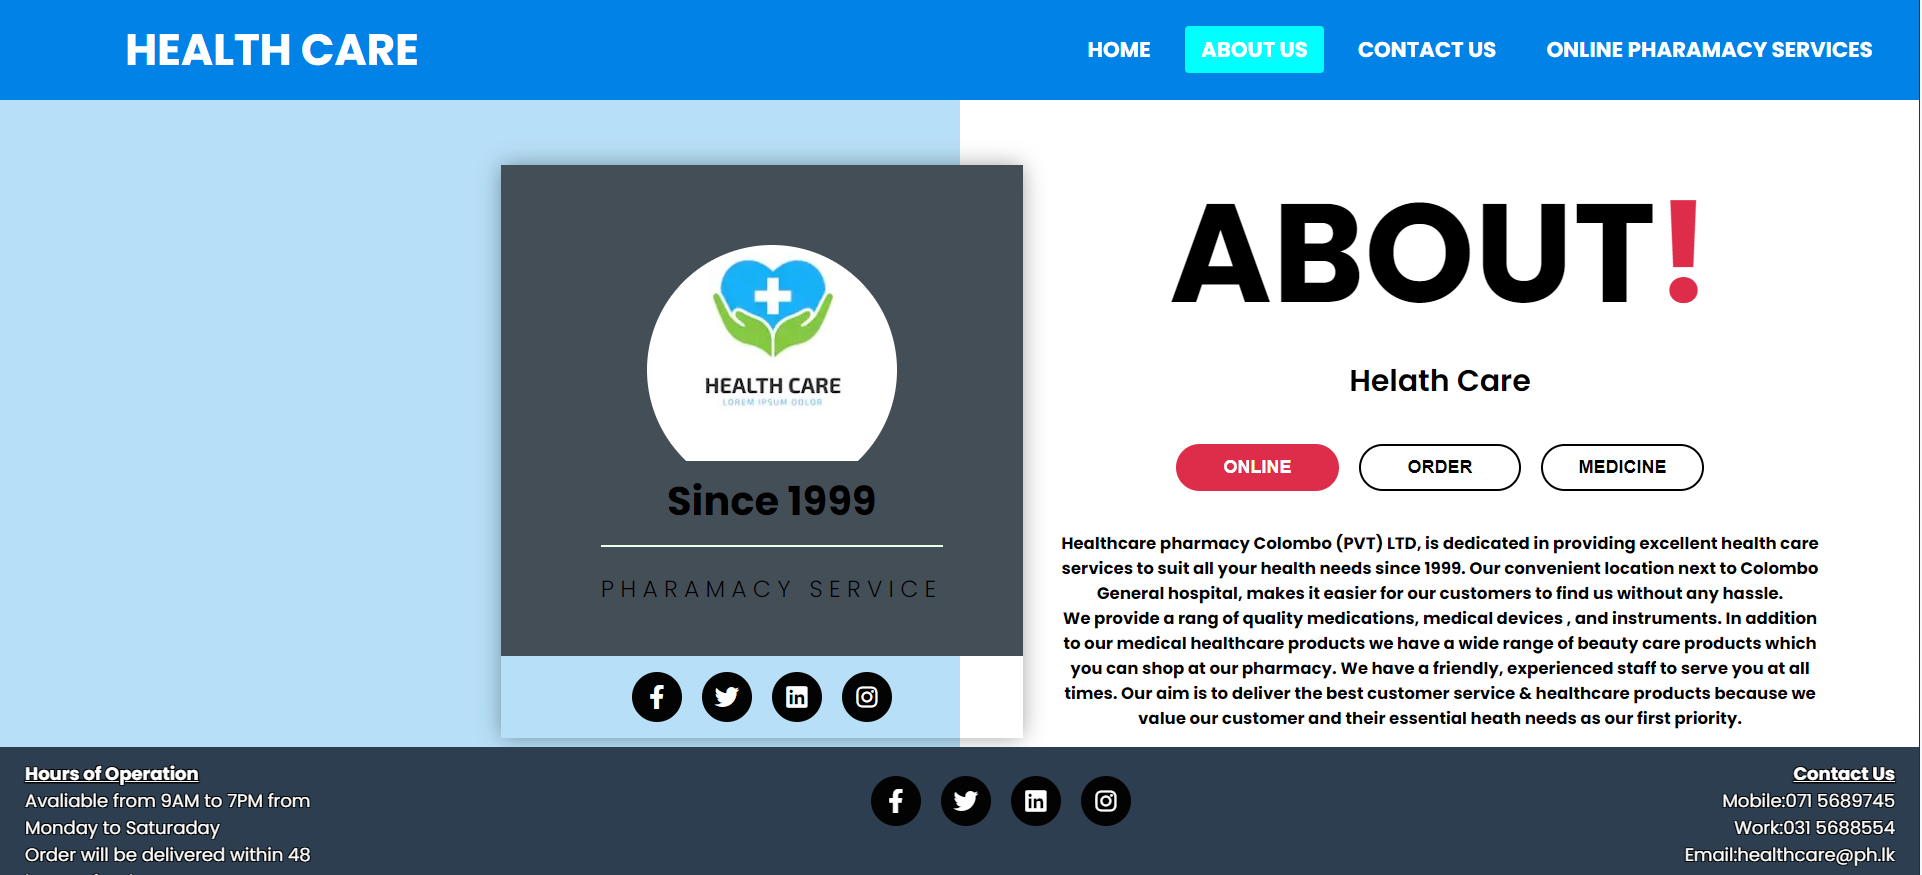 HEALTH CARE
HOME
ABOUT US
CONTACT US
ONLINE PHARAMACY SERVICES
HEALTH CARE
LOREM IPSUM DOLOR
Since 1999
PHARAMACY SERVICE
ABOUT!
Helath Care
ONLINE
ORDER
MEDICINE
Healthcare pharmacy Colombo (PVT) LTD, is dedicated in providing excellent health care
services to suit all your health needs since 1999. Our convenient location next to Colombo
General hospital, makes it easier for our customers to find us without any hassle.
We provide a rang of quality medications, medical devices , and instruments. In addition
to our medical healthcare products we have a wide range of beauty care products which
you can shop at our pharmacy. We have a friendly, experienced staff to serve you at all
times. Our aim is to deliver the best customer service & healthcare products because we
value our customer and their essential heath needs as our first priority.
Hours of Operation
Avaliable from 9AM to 7PM from
Monday to Saturaday
Order will be delivered within 48
Contact Us
Mobile:071 5689745
Work:031 5688554
Email:healthcare@ph.lk